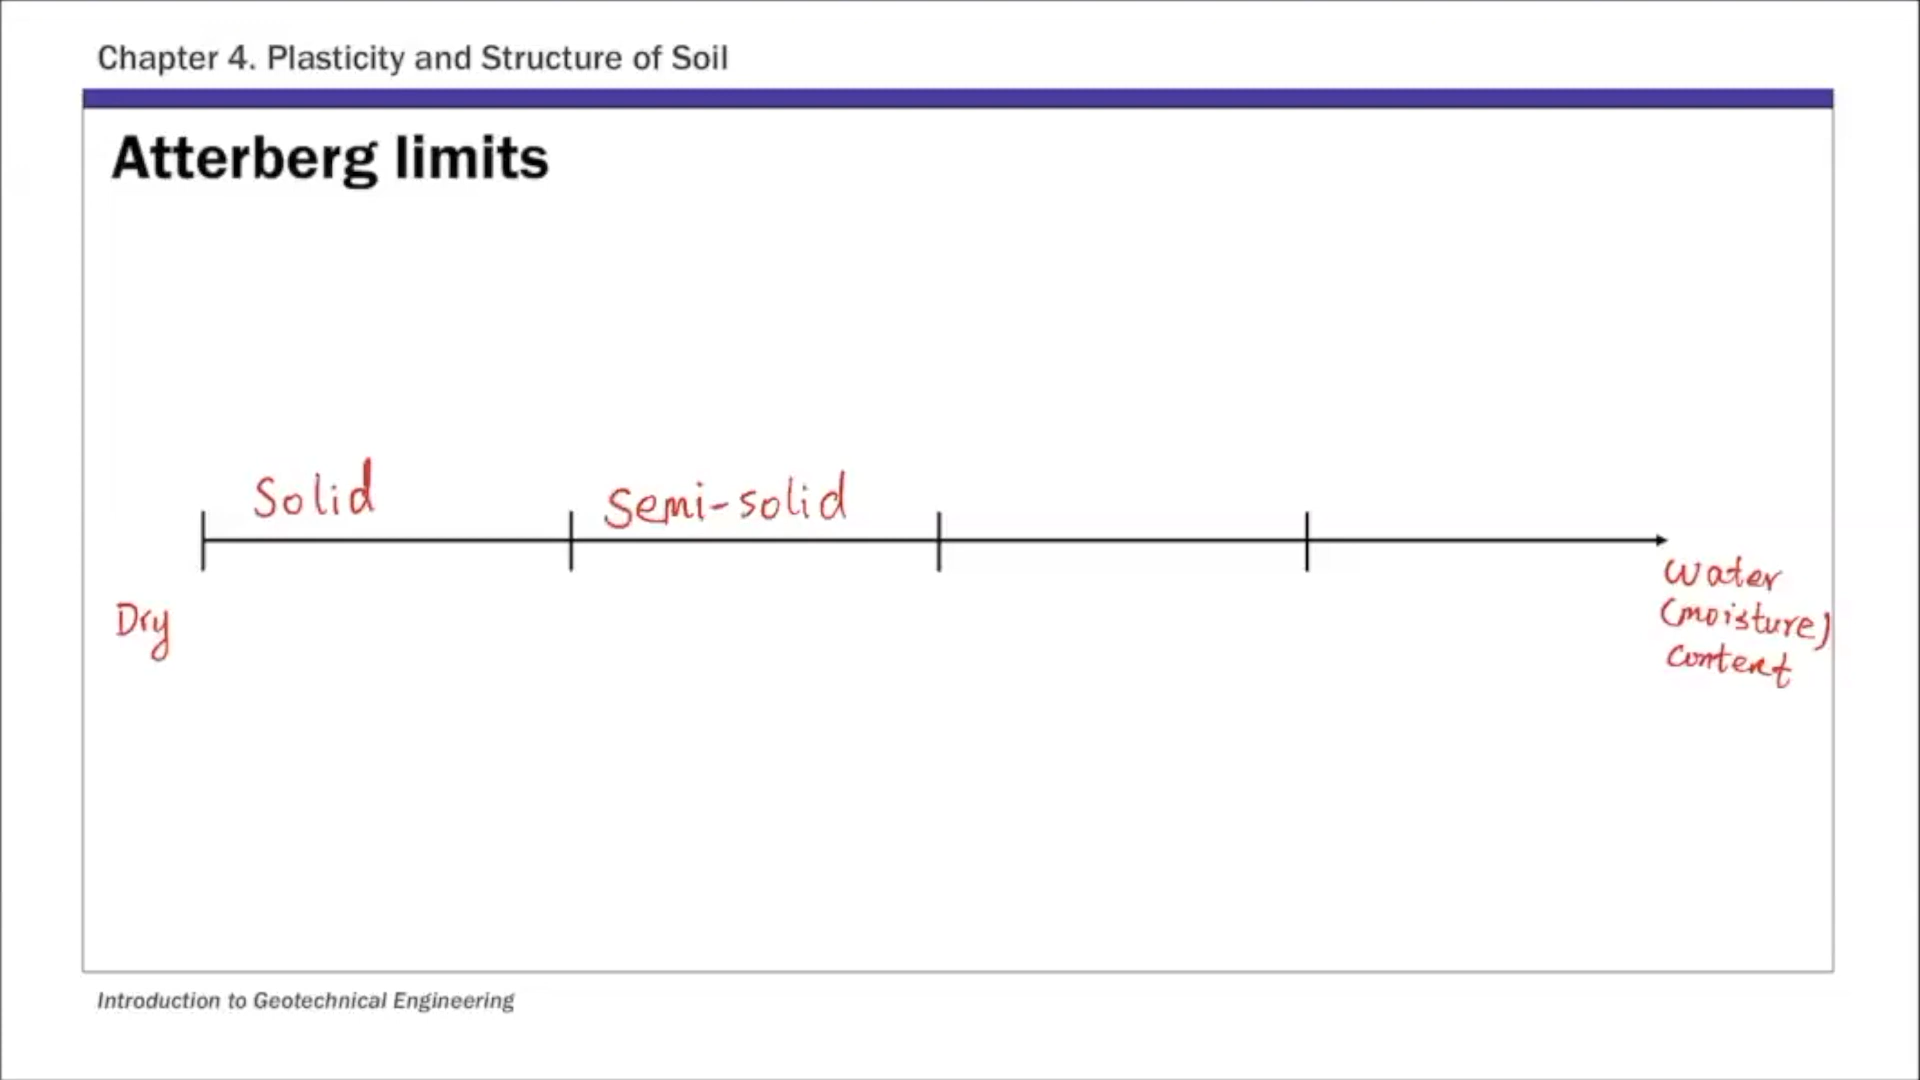 Chapter 4. Plasticity and Structure of Soil
Atterberg limits
Solid
Semi-solid
Dry
Water
(moisture)
content
Introduction to Geotechnical Engineering